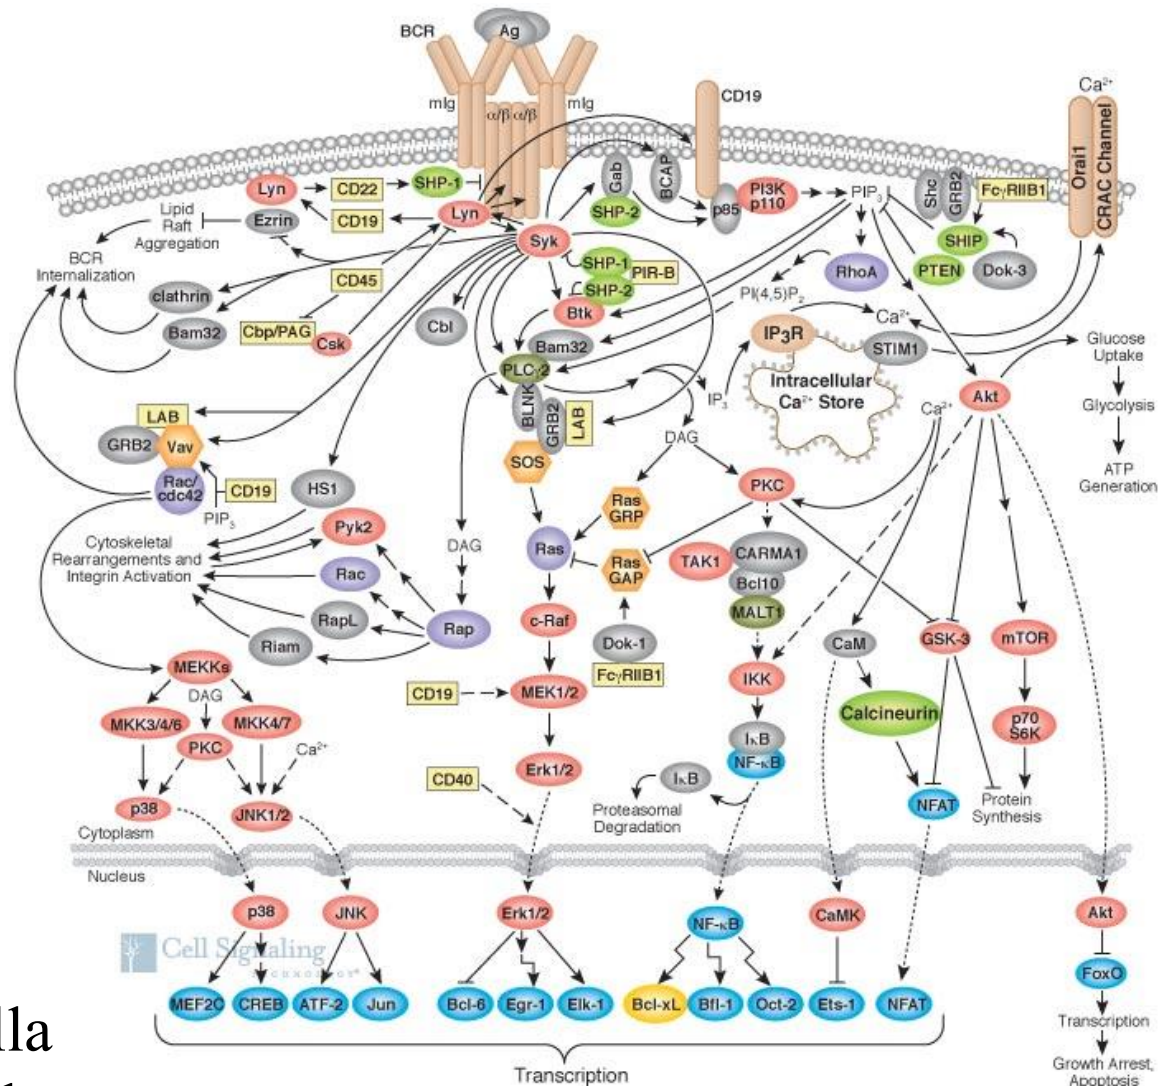 BCR
Ag
mIg
α/β α/β
mIg
CD19
Ca2+
Orai1
CRAC Channel
Lyn
CD22
SHP-1
Lyn
Gab
SHP-2
BCAP
p85
PI3K
p110
PIP3
Shc
GRB2
FcγRIIB1
Lipid
Raft
Aggregation
Ezrin
CD19
Syk
SHIP
PTEN
Dok-3
BCR
Internalization
CD45
SHP-1
SHP-2
PIR-B
RhoA
clathrin
Bam32
Cbp/PAG
Csk
Cbl
Btk
PI(4,5)P2
Ca2+
IP3R
STIM1
Intracellular
Ca2+ Store
Bam32
PLCγ2
BLNK
GRB2
LAB
IP3
DAG
Akt
Ca2+
Glucose
Uptake
Glycolysis
ATP
Generation
LAB
GRB2
Vav
Rac/
cdc42
CD19
PIP3
HS1
SOS
PKC
Ras
GRP
Cytoskeletal
Rearrangements and
Integrin Activation
Pyk2
Rac
RapL
Riam
DAG
Rap
Ras
Ras
GAP
TAK1
CARMA1
Bcl10
MALT1
c-Raf
Dok-1
FcγRIIB1
CaM
GSK-3
mTOR
MEKKs
DAG
MKK3/4/6
MKK4/7
PKC
Ca2+
CD19
MEK1/2
IKK
Calcineurin
p70
S6K
IκB
NF-κB
Erk1/2
CD40
IκB
Proteasomal
Degradation
NFAT
Protein
Synthesis
p38
JNK1/2
Cytoplasm
Nucleus
p38
JNK
Erk1/2
NF-κB
CaMK
Akt
Cell Signaling
TECHNOLOGY®
FoxO
MEF2C
CREB
ATF-2
Jun
Bcl-6
Egr-1
Elk-1
Bcl-xL
Bfl-1
Oct-2
Ets-1
NFAT
Transcription
Growth Arrest,
Apoptosis
Transcription
lla